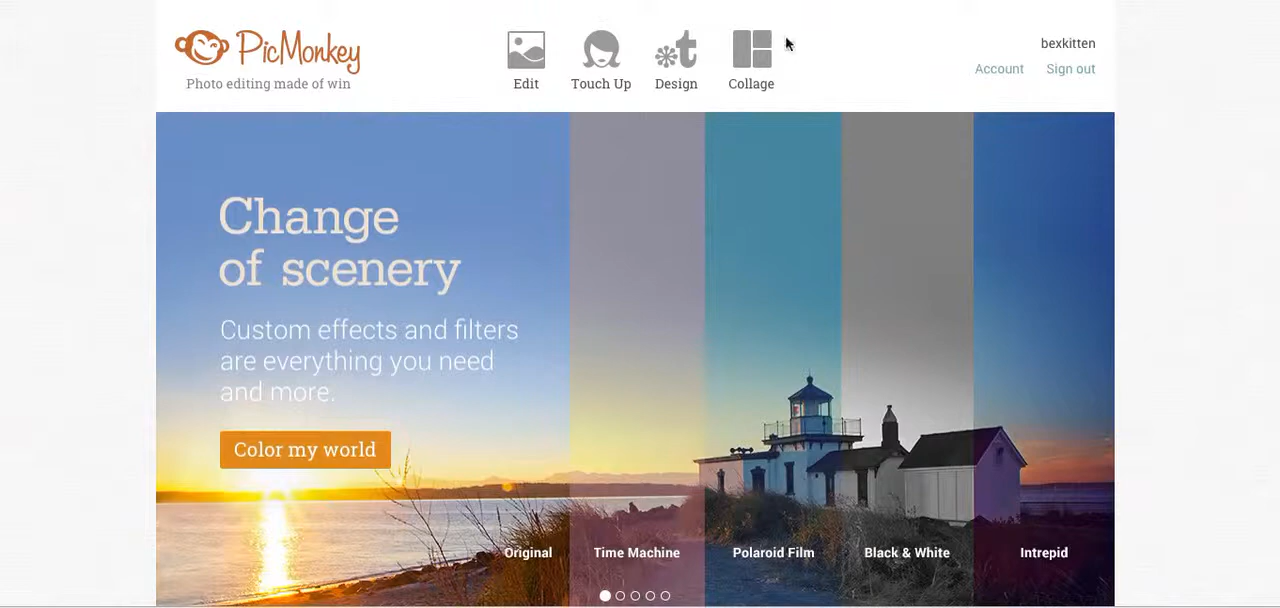 PicMonkey
Photo editing made of win
Edit
Touch Up
t
Design
Collage
bexkitten
Account
Sign out
Change
of scenery
Custom effects and filters
are everything you need
and more.
Color my world
Original
Time Machine
Polaroid Film
Black & White
Intrepid